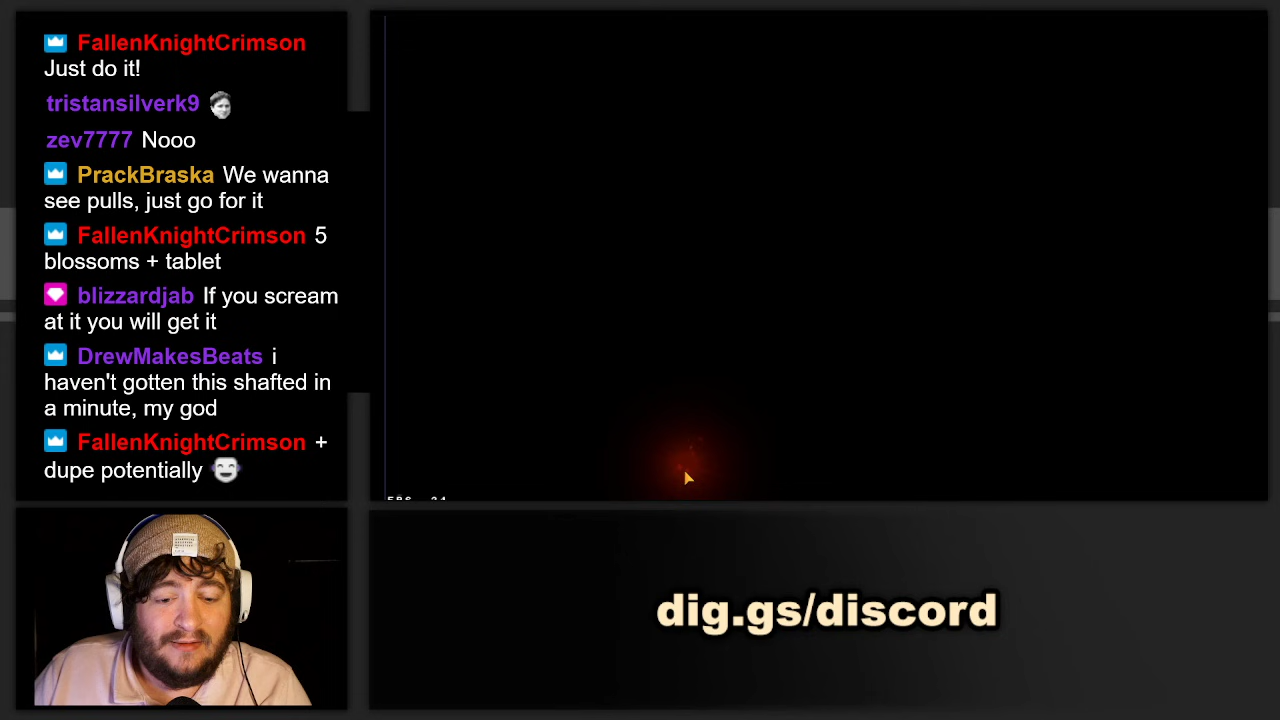 FallenKnightCrimson
Just do it!
tristansilverk9
zev7777 Nooo
PrackBraska We wanna
see pulls, just go for it
FallenKnightCrimson 5
blossoms + tablet
blizzardjab If you scream
at it you will get it
DrewMakesBeats i
haven't gotten this shafted in
a minute, my god
FallenKnightCrimson +
dupe potentially
dig.gs/discord